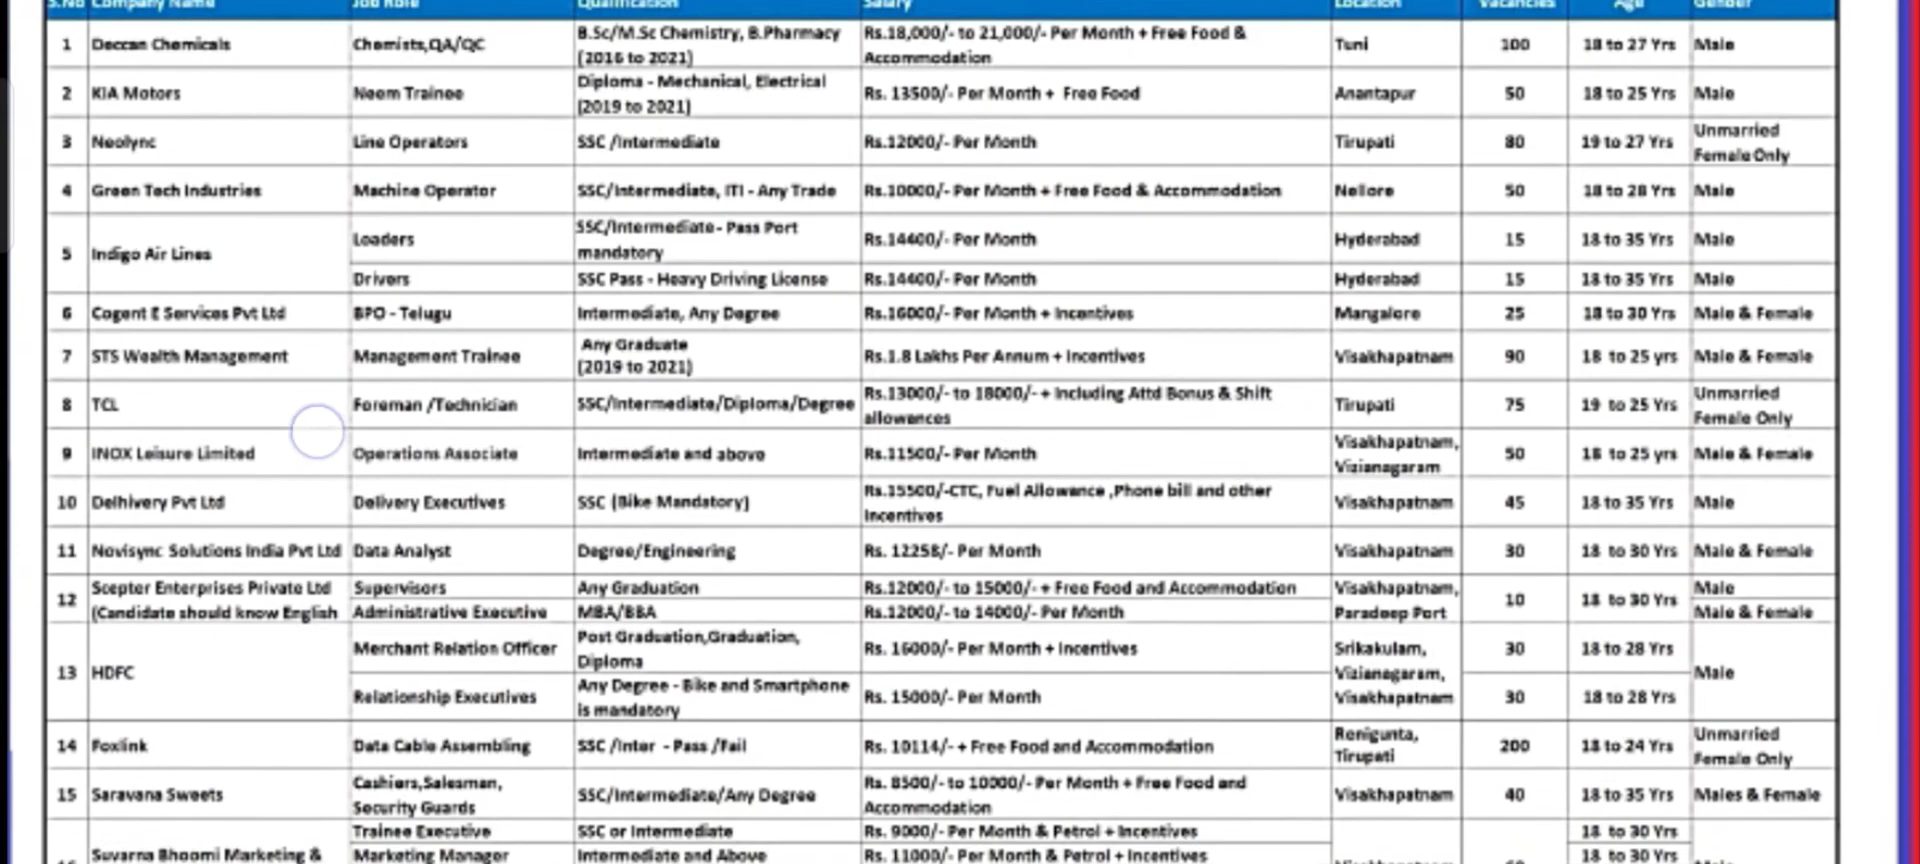 S.No Company Name Job Role Qualification Salary Location Vacancies Age Gender
1 Deccan Chemicals Chemists,QA/QC B.Sc/M.Sc Chemistry, B.Pharmacy Rs.18,000/- to 21,000/- Per Month + Free Food & Tuni 100 18 to 27 Yrs Male
(2016 to 2021) Accommodation
2 KIA Motors Neem Trainee Diploma - Mechanical, Electrical Rs. 13500/- Per Month + Free Food Anantapur 50 18 to 25 Yrs Male
(2019 to 2021)
3 Neolync Line Operators SSC /Intermediate Rs.12000/- Per Month Tirupati 80 19 to 27 Yrs Unmarried
Female Only
4 Green Tech Industries Machine Operator SSC/Intermediate, ITI - Any Trade Rs.10000/- Per Month + Free Food & Accommodation Nellore 50 18 to 28 Yrs Male
5 Indigo Air Lines Loaders SSC/Intermediate- Pass Port Rs.14400/- Per Month Hyderabad 15 18 to 35 Yrs Male
mandatory
Drivers SSC Pass - Heavy Driving License Rs.14400/- Per Month Hyderabad 15 18 to 35 Yrs Male
6 Cogent E Services Pvt Ltd BPO - Telugu Intermediate, Any Degree Rs.16000/- Per Month + Incentives Mangalore 25 18 to 30 Yrs Male & Female
7 STS Wealth Management Management Trainee Any Graduate Rs.1.8 Lakhs Per Annum + Incentives Visakhapatnam 90 18 to 25 yrs Male & Female
(2019 to 2021)
8 TCL Foreman /Technician SSC/Intermediate/Diploma/Degree Rs.13000/- to 18000/- + Including Attd Bonus & Shift Tirupati 75 19 to 25 Yrs Unmarried
allowances Female Only
9 INOX Leisure Limited Operations Associate Intermediate and above Rs.11500/- Per Month Visakhapatnam, 50 18 to 25 yrs Male & Female
Vizianagaram
10 Delhivery Pvt Ltd Delivery Executives SSC (Bike Mandatory) Rs.15500/-CTC, Fuel Allowance ,Phone bill and other Visakhapatnam 45 18 to 35 Yrs Male
Incentives
11 Novisync Solutions India Pvt Ltd Data Analyst Degree/Engineering Rs. 12258/- Per Month Visakhapatnam 30 18 to 30 Yrs Male & Female
12 Scepter Enterprises Private Ltd Supervisors Any Graduation Rs.12000/- to 15000/- + Free Food and Accommodation Visakhapatnam, 10 18 to 30 Yrs Male
(Candidate should know English Administrative Executive MBA/BBA Rs.12000/- to 14000/- Per Month Paradeep Port Male & Female
13 HDFC Merchant Relation Officer Post Graduation,Graduation, Rs. 16000/- Per Month + Incentives Srikakulam, 30 18 to 28 Yrs Male
Diploma Vizianagaram,
Relationship Executives Any Degree - Bike and Smartphone Rs. 15000/- Per Month Visakhapatnam 30 18 to 28 Yrs
is mandatory
14 Foxlink Data Cable Assembling SSC /Inter - Pass /Fail Rs. 10114/- + Free Food and Accommodation Renigunta, 200 18 to 24 Yrs Unmarried
Tirupati Female Only
15 Saravana Sweets Cashiers,Salesman, SSC/Intermediate/Any Degree Rs. 8500/- to 10000/- Per Month + Free Food and Visakhapatnam 40 18 to 35 Yrs Males & Female
Security Guards Accommodation
Trainee Executive SSC or Intermediate Rs. 9000/- Per Month & Petrol + Incentives 18 to 30 Yrs
Suvarna Bhoomi Marketing & Marketing Manager Intermediate and Above Rs. 11000/- Per Month & Petrol + Incentives 18 to 30 Yrs